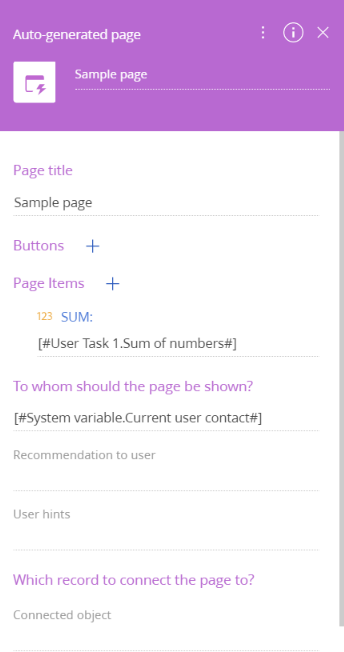 Auto-generated page
Sample page
Page title
Sample page
Buttons
Page Items
123 SUM:
[#User Task 1.Sum of numbers#]
To whom should the page be shown?
[#System variable.Current user contact#]
Recommendation to user
User hints
Which record to connect the page to?
Connected object